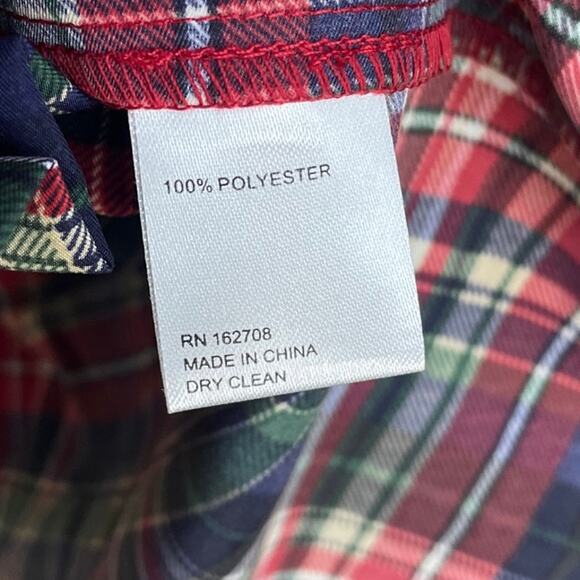 100% POLYESTER
RN 162708
MADE IN CHINA
DRY CLEAN